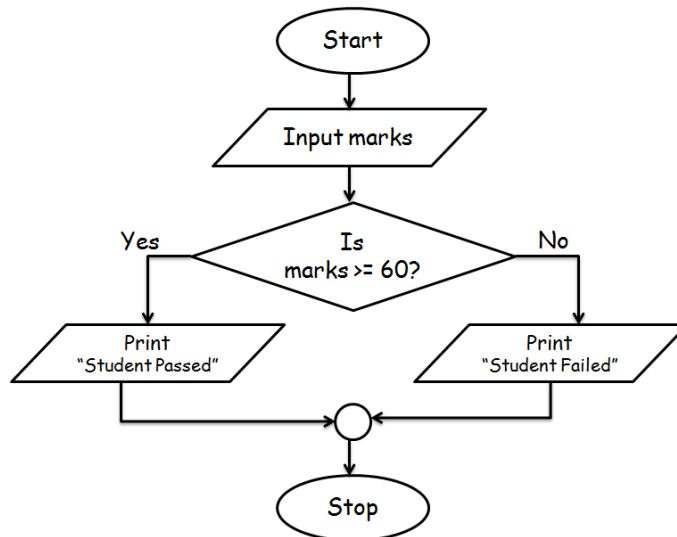 Start
Input marks
Yes
Is
marks >= 60?
No
Print
“Student Passed”
Print
“Student Failed”
Stop